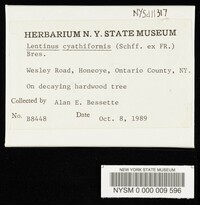 NYSd11317
HERBARIUM N. Y. STATE MUSEUM
Lentinus cyathiformis (Schff. ex FR.)
Bres.
Wesley Road, Honeoye, Ontario County, NY.
On decaying hardwood tree
Collected by Alan E. Bessette
No. 88448 Date Oct. 8, 1989
NEW YORK STATE MUSEUM
NYSM 0 000 009 596